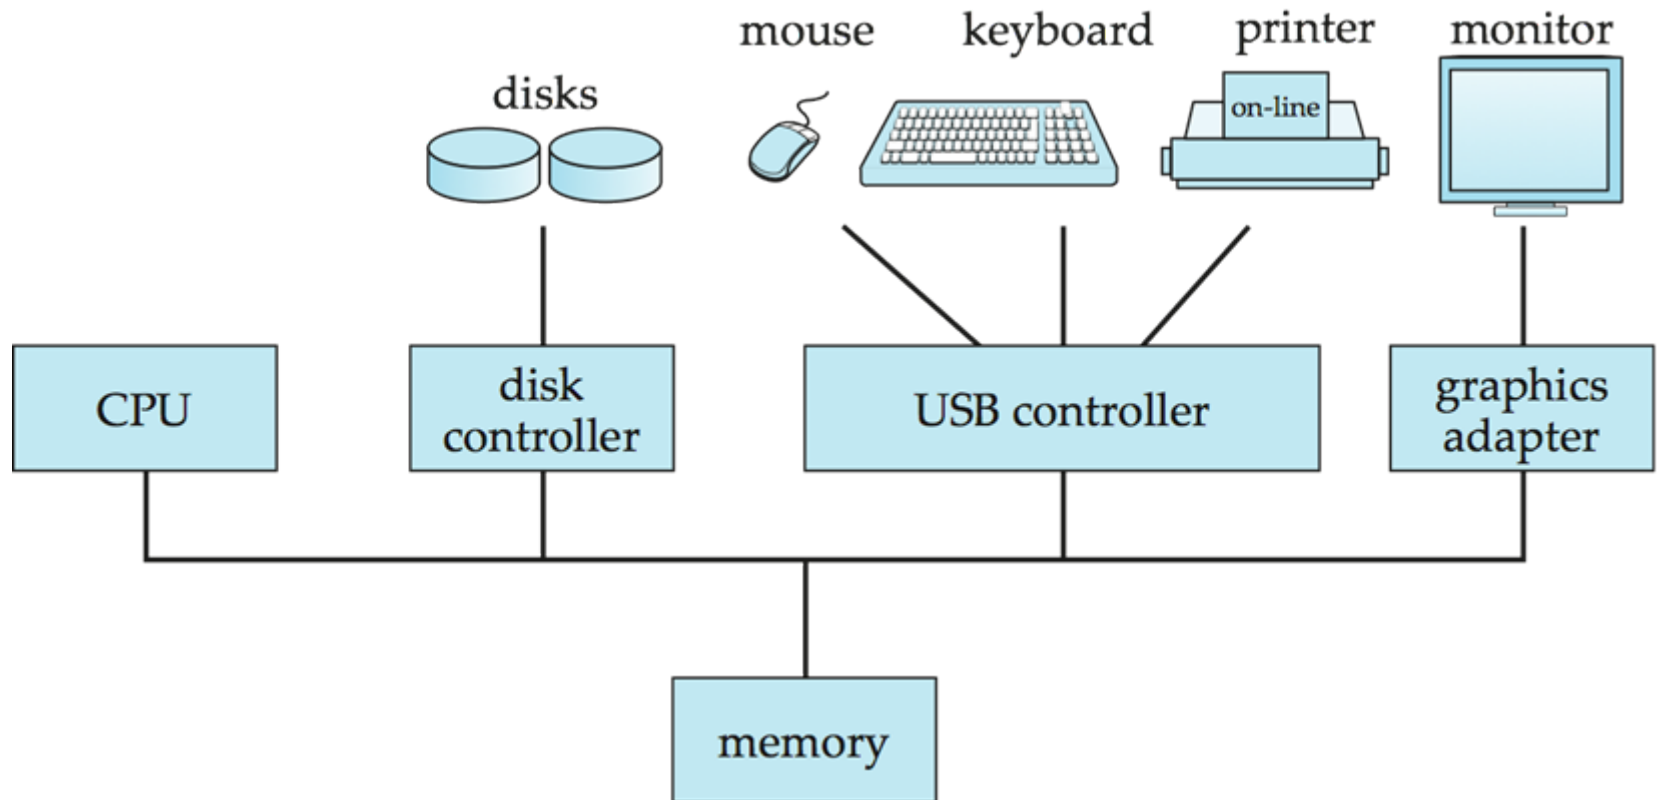 mouse
keyboard
printer
monitor
disks
on-line
CPU
disk
controller
USB controller
graphics
adapter
memory